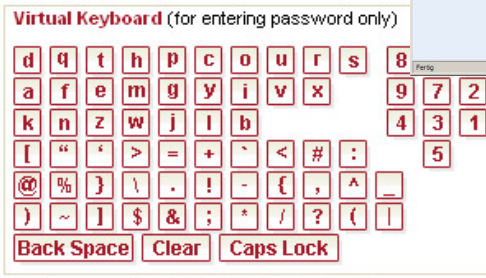 Virtual Keyboard (for entering password only)
Fertig
d q t h p c o u r s 8
a f e m g y i v x 9 7 2
k n z w j l b 4 3 1
[ “ ‘ > = + ` < # : 5
@ % } \ . ! - { , ^ _
) ~ ] $ & ; * / ? ( |
Back Space Clear Caps Lock